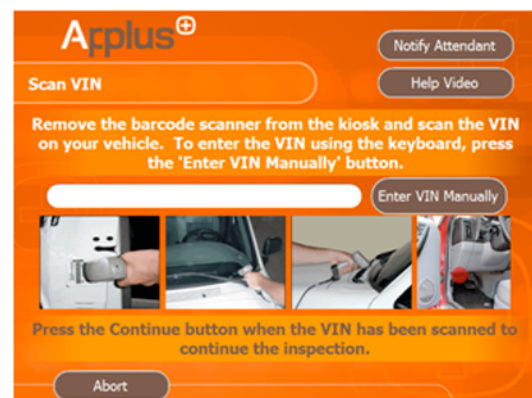 Applus+
Notify Attendant
Scan VIN
Help Video
Remove the barcode scanner from the kiosk and scan the VIN
on your vehicle. To enter the VIN using the keyboard, press
the 'Enter VIN Manually' button.
Enter VIN Manually
Press the Continue button when the VIN has been scanned to
continue the inspection.
Abort